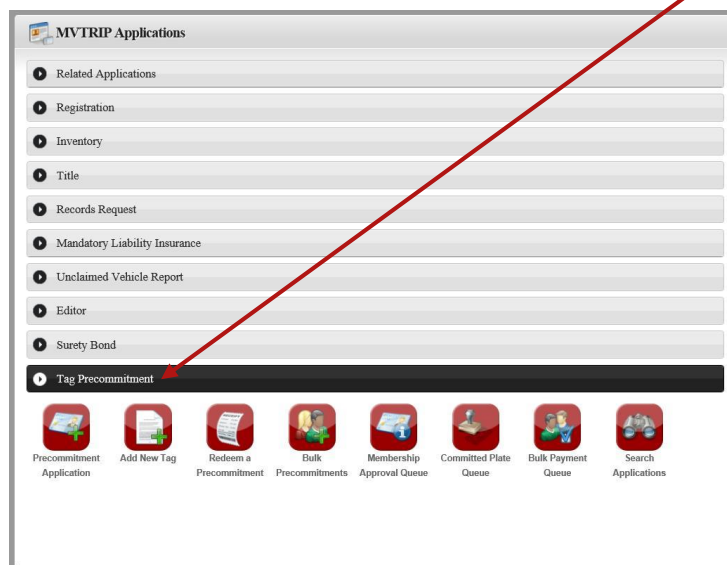 MVTRIP Applications
Related Applications
Registration
Inventory
Title
Records Request
Mandatory Liability Insurance
Unclaimed Vehicle Report
Editor
Surety Bond
Tag Precommitment
Precommitment
Application
Add New Tag
Redeem a
Precommitment
Bulk
Precommitments
Membership
Approval Queue
Committed Plate
Queue
Bulk Payment
Queue
Search
Applications